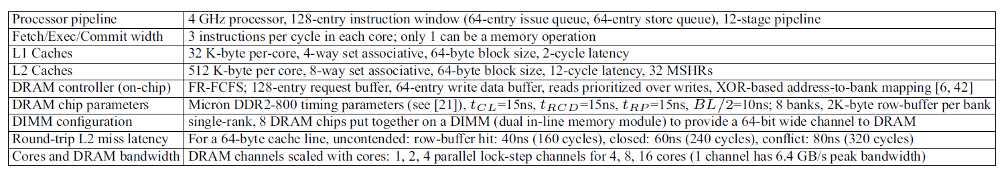 Processor pipeline 4 GHz processor, 128-entry instruction window (64-entry issue queue, 64-entry store queue), 12-stage pipeline
Fetch/Exec/Commit width 3 instructions per cycle in each core; only 1 can be a memory operation
L1 Caches 32 K-byte per-core, 4-way set associative, 64-byte block size, 2-cycle latency
L2 Caches 512 K-byte per core, 8-way set associative, 64-byte block size, 12-cycle latency, 32 MSHRs
DRAM controller (on-chip) FR-FCFS; 128-entry request buffer, 64-entry write data buffer, reads prioritized over writes, XOR-based address-to-bank mapping [6, 42]
DRAM chip parameters Micron DDR2-800 timing parameters (see [21]), tCL=15ns, tRCD=15ns, tRP=15ns, BL/2=10ns; 8 banks, 2K-byte row-buffer per bank
DIMM configuration single-rank, 8 DRAM chips put together on a DIMM (dual in-line memory module) to provide a 64-bit wide channel to DRAM
Round-trip L2 miss latency For a 64-byte cache line, uncontended: row-buffer hit: 40ns (160 cycles), closed: 60ns (240 cycles), conflict: 80ns (320 cycles)
Cores and DRAM bandwidth DRAM channels scaled with cores: 1, 2, 4 parallel lock-step channels for 4, 8, 16 cores (1 channel has 6.4 GB/s peak bandwidth)